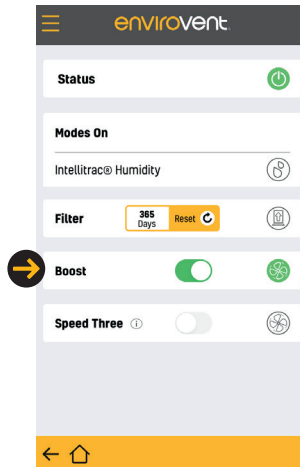 envirovent
Status
Modes On
Intellitrac® Humidity
Filter
365
Days
Reset
Boost
Speed Three